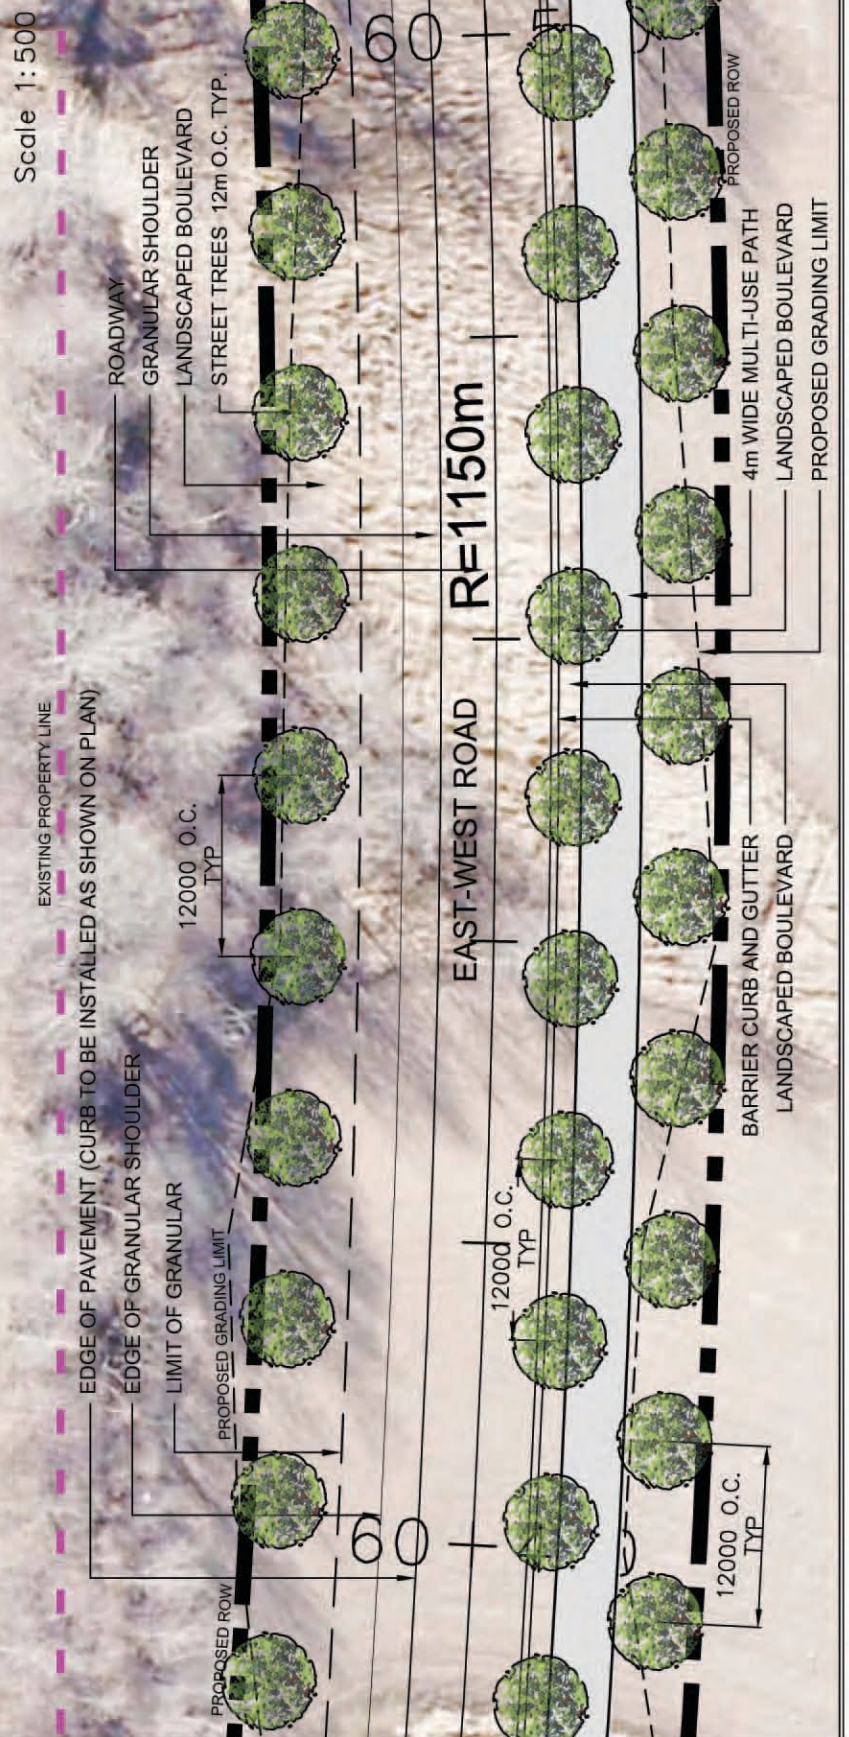 Scale 1:500
ROADWAY
GRANULAR SHOULDER
LANDSCAPED BOULEVARD
STREET TREES 12m O.C. TYP.
60
PROPOSED ROW
4m WIDE MULTI-USE PATH
LANDSCAPED BOULEVARD
PROPOSED GRADING LIMIT
R=1150m
EXISTING PROPERTY LINE
EDGE OF PAVEMENT (CURB TO BE INSTALLED AS SHOWN ON PLAN)
12000 O.C.
TYP
EAST-WEST ROAD
BARRIER CURB AND GUTTER
LANDSCAPED BOULEVARD
EDGE OF GRANULAR SHOULDER
LIMIT OF GRANULAR
PROPOSED GRADING LIMIT
12000 O.C.
TYP
60
12000 O.C.
TYP
PROPOSED ROW